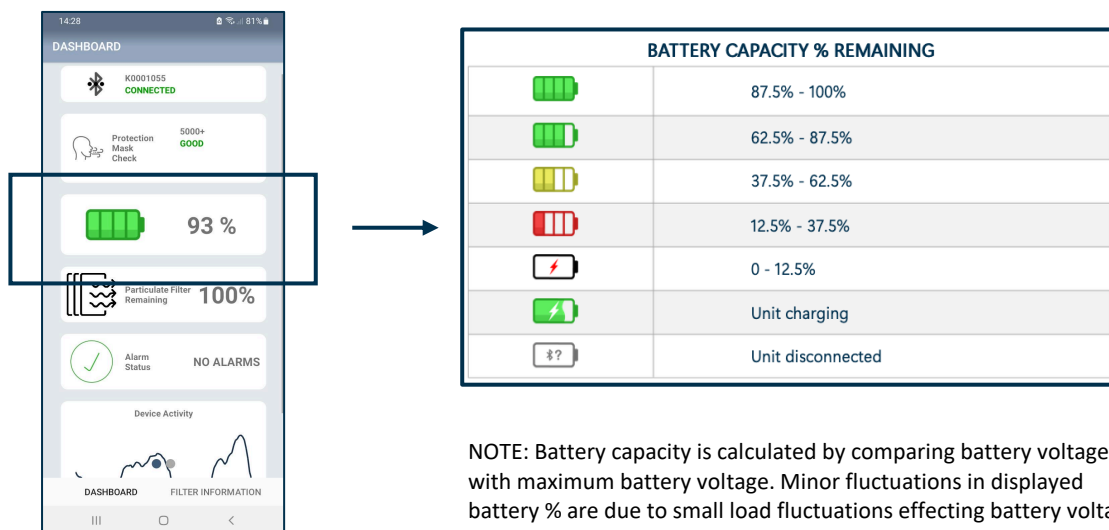 14:28
81%
DASHBOARD
K0001055
CONNECTED
Protection
Mask
Check
5000+
GOOD
93 %
Particulate Filter
Remaining
100%
Alarm
Status
NO ALARMS
Device Activity
DASHBOARD
FILTER INFORMATION
BATTERY CAPACITY % REMAINING
87.5% - 100%
62.5% - 87.5%
37.5% - 62.5%
12.5% - 37.5%
0 - 12.5%
Unit charging
?
Unit disconnected
NOTE: Battery capacity is calculated by comparing battery voltage
with maximum battery voltage. Minor fluctuations in displayed
battery % are due to small load fluctuations effecting battery